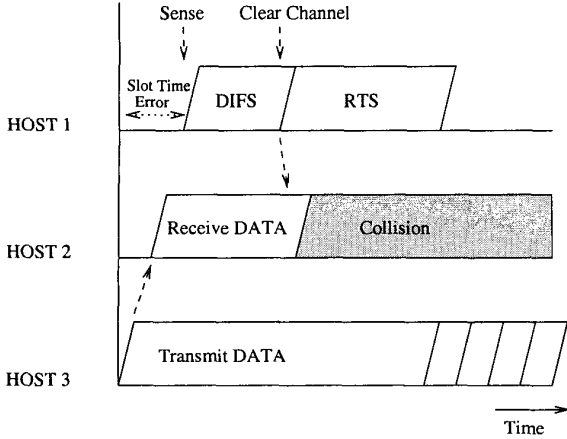 Sense
Clear Channel
Slot Time
Error
DIFS
RTS
HOST 1
Receive DATA
Collision
HOST 2
Transmit DATA
HOST 3
Time